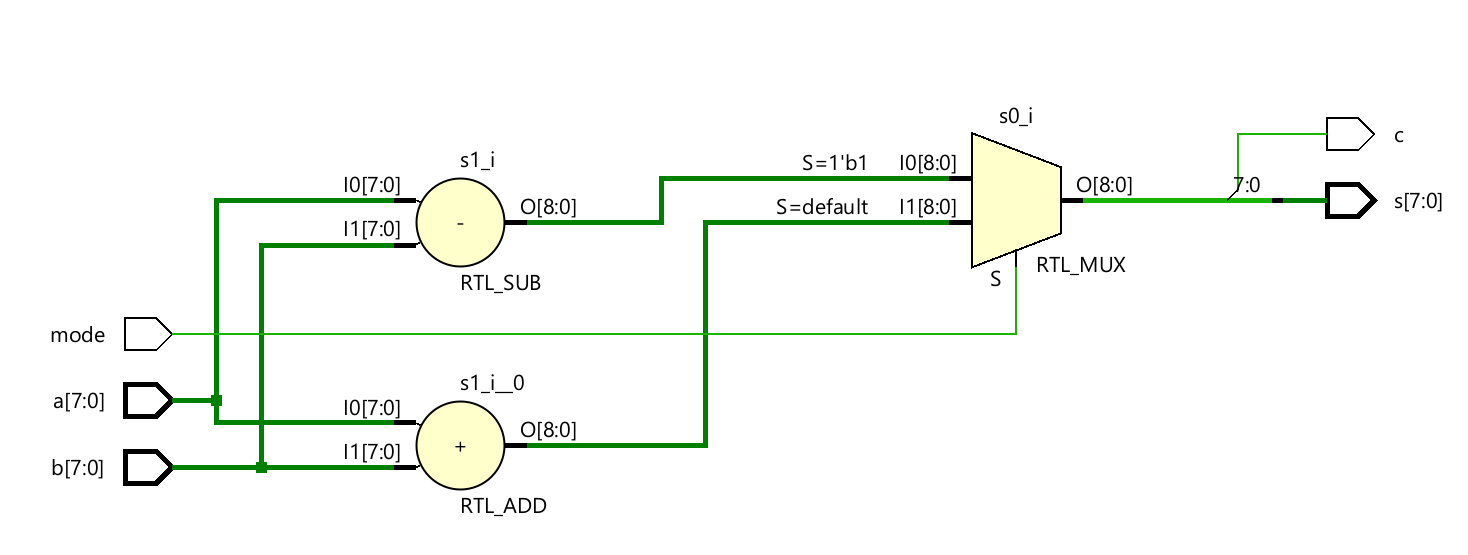 s0_i
c
s1_i
S=1'b1
I0[8:0]
I0[7:0]
O[8:0]
7:0
O[8:0]
S=default
I1[8:0]
s[7:0]
I1[7:0]
-
RTL_MUX
S
RTL_SUB
mode
s1_i__0
a[7:0]
I0[7:0]
O[8:0]
+
I1[7:0]
b[7:0]
RTL_ADD